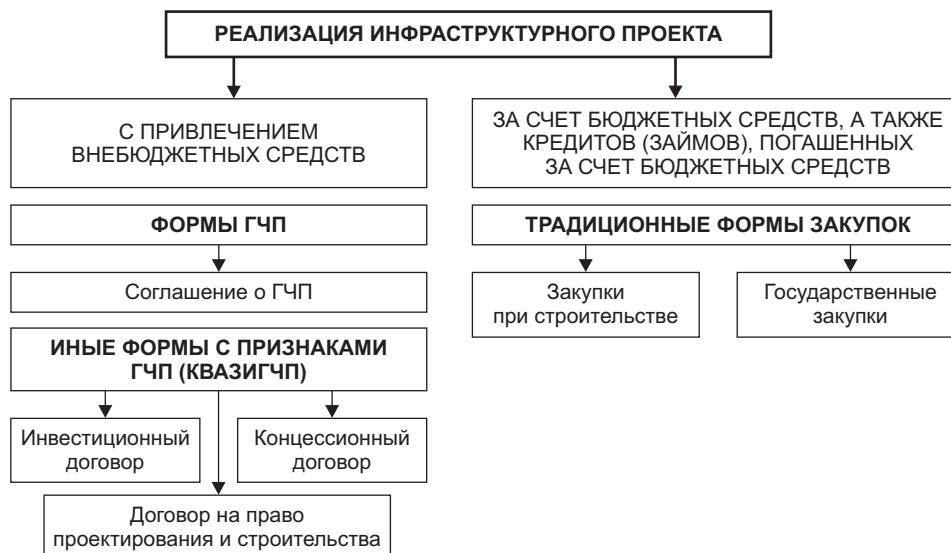 РЕАЛИЗАЦИЯ ИНФРАСТРУКТУРНОГО ПРОЕКТА
С ПРИВЛЕЧЕНИЕМ
ВНЕБЮДЖЕТНЫХ СРЕДСТВ
ЗА СЧЕТ БЮДЖЕТНЫХ СРЕДСТВ, А ТАКЖЕ
КРЕДИТОВ (ЗАЙМОВ), ПОГАШЕННЫХ
ЗА СЧЕТ БЮДЖЕТНЫХ СРЕДСТВ
ФОРМЫ ГЧП
ТРАДИЦИОННЫЕ ФОРМЫ ЗАКУПОК
Соглашение о ГЧП
Закупки
при строительстве
Государственные
закупки
ИНЫЕ ФОРМЫ С ПРИЗНАКАМИ
ГЧП (КВАЗИГЧП)
Инвестиционный
договор
Концессионный
договор
Договор на право
проектирования и строительства